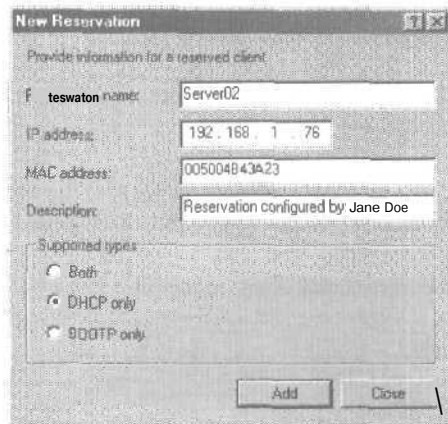 New Reservation
Provide information for a reserved client.
teswaton name:
Server02
IP address:
192 . 168 . 1 . 76
MAC address:
005004B43A23
Description:
Reservation configured by Jane Doe
Supported types
Both
DHCP only
BOOTP only
Add
Close